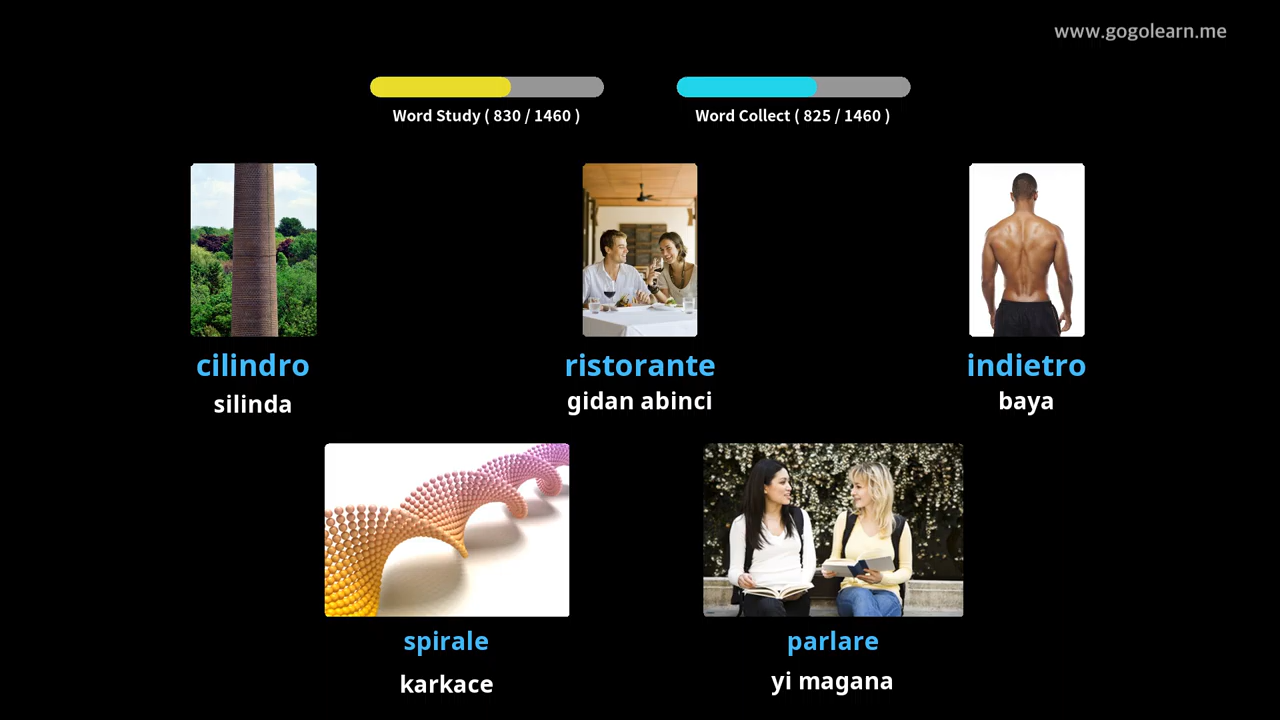 www.gogolearn.me
Word Study ( 830 / 1460 )
Word Collect ( 825 / 1460 )
cilindro
silinda
ristorante
gidan abinci
indietro
baya
spirale
karkace
parlare
yi magana